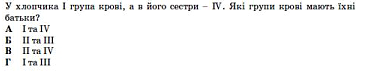 У хлопчика I група крові, а в його сестри – IV. Які групи крові мають їхні
батьки?
А I та IV
Б II та III
В II та IV
Г I та III